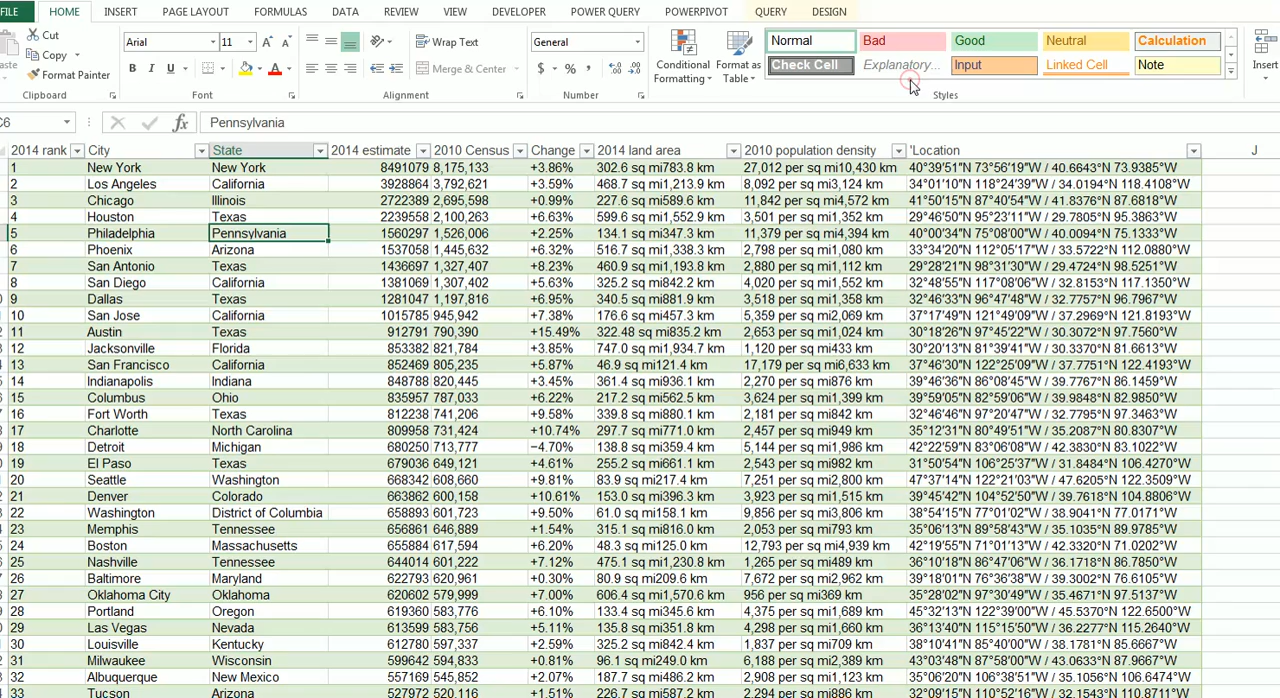 FILE HOME INSERT PAGE LAYOUT FORMULAS DATA REVIEW VIEW DEVELOPER POWER QUERY POWERPIVOT QUERY DESIGN
Cut Arial 11 Wrap Text General Normal Bad Good Neutral Calculation
Copy Conditional Format as Insert
Format Painter B I U Merge & Center $ % , Formatting Table Check Cell Explanatory... Input Linked Cell Note
Clipboard Font Alignment Number Styles
C6 fx Pennsylvania
2014 rank City State 2014 estimate 2010 Census Change 2014 land area 2010 population density 'Location J
1 New York New York 8491079 8,175,133 +3.86% 302.6 sq mi783.8 km 27,012 per sq mi10,430 km 40°39′51″N 73°56′19″W / 40.6643°N 73.9385°W
2 Los Angeles California 3928864 3,792,621 +3.59% 468.7 sq mi1,213.9 km 8,092 per sq mi3,124 km 34°01′10″N 118°24′39″W / 34.0194°N 118.4108°W
3 Chicago Illinois 2722389 2,695,598 +0.99% 227.6 sq mi589.6 km 11,842 per sq mi4,572 km 41°50′15″N 87°40′54″W / 41.8376°N 87.6818°W
4 Houston Texas 2239558 2,100,263 +6.63% 599.6 sq mi1,552.9 km 3,501 per sq mi1,352 km 29°46′50″N 95°23′11″W / 29.7805°N 95.3863°W
5 Philadelphia Pennsylvania 1560297 1,526,006 +2.25% 134.1 sq mi347.3 km 11,379 per sq mi4,394 km 40°00′34″N 75°08′00″W / 40.0094°N 75.1333°W
6 Phoenix Arizona 1537058 1,445,632 +6.32% 516.7 sq mi1,338.3 km 2,798 per sq mi1,080 km 33°34′20″N 112°05′17″W / 33.5722°N 112.0880°W
7 San Antonio Texas 1436697 1,327,407 +8.23% 460.9 sq mi1,193.8 km 2,880 per sq mi1,112 km 29°28′21″N 98°31′30″W / 29.4724°N 98.5251°W
8 San Diego California 1381069 1,307,402 +5.63% 325.2 sq mi842.2 km 4,020 per sq mi1,552 km 32°48′55″N 117°08′06″W / 32.8153°N 117.1350°W
9 Dallas Texas 1281047 1,197,816 +6.95% 340.5 sq mi881.9 km 3,518 per sq mi1,358 km 32°46′33″N 96°47′48″W / 32.7757°N 96.7967°W
10 San Jose California 1015785 945,942 +7.38% 176.6 sq mi457.3 km 5,359 per sq mi2,069 km 37°17′49″N 121°49′09″W / 37.2969°N 121.8193°W
11 Austin Texas 912791 790,390 +15.49% 322.48 sq mi835.2 km 2,653 per sq mi1,024 km 30°18′26″N 97°45′22″W / 30.3072°N 97.7560°W
12 Jacksonville Florida 853382 821,784 +3.85% 747.0 sq mi1,934.7 km 1,120 per sq mi433 km 30°20′13″N 81°39′41″W / 30.3370°N 81.6613°W
13 San Francisco California 852469 805,235 +5.87% 46.9 sq mi121.4 km 17,179 per sq mi6,633 km 37°46′30″N 122°25′09″W / 37.7751°N 122.4193°W
14 Indianapolis Indiana 848788 820,445 +3.45% 361.4 sq mi936.1 km 2,270 per sq mi876 km 39°46′36″N 86°08′45″W / 39.7767°N 86.1459°W
15 Columbus Ohio 835957 787,033 +6.22% 217.2 sq mi562.5 km 3,624 per sq mi1,399 km 39°59′05″N 82°59′06″W / 39.9848°N 82.9850°W
16 Fort Worth Texas 812238 741,206 +9.58% 339.8 sq mi880.1 km 2,181 per sq mi842 km 32°46′46″N 97°20′47″W / 32.7795°N 97.3463°W
17 Charlotte North Carolina 809958 731,424 +10.74% 297.7 sq mi771.0 km 2,457 per sq mi949 km 35°12′31″N 80°49′51″W / 35.2087°N 80.8307°W
18 Detroit Michigan 680250 713,777 −4.70% 138.8 sq mi359.4 km 5,144 per sq mi1,986 km 42°22′59″N 83°06′08″W / 42.3830°N 83.1022°W
19 El Paso Texas 679036 649,121 +4.61% 255.2 sq mi661.1 km 2,543 per sq mi982 km 31°50′54″N 106°25′37″W / 31.8484°N 106.4270°W
20 Seattle Washington 668342 608,660 +9.81% 83.9 sq mi217.4 km 7,251 per sq mi2,800 km 47°37′14″N 122°21′03″W / 47.6205°N 122.3509°W
21 Denver Colorado 663862 600,158 +10.61% 153.0 sq mi396.3 km 3,923 per sq mi1,515 km 39°45′42″N 104°52′50″W / 39.7618°N 104.8806°W
22 Washington District of Columbia 658893 601,723 +9.50% 61.0 sq mi158.1 km 9,856 per sq mi3,806 km 38°54′15″N 77°01′02″W / 38.9041°N 77.0171°W
23 Memphis Tennessee 656861 646,889 +1.54% 315.1 sq mi816.0 km 2,053 per sq mi793 km 35°06′13″N 89°58′43″W / 35.1035°N 89.9785°W
24 Boston Massachusetts 655884 617,594 +6.20% 48.3 sq mi125.0 km 12,793 per sq mi4,939 km 42°19′55″N 71°01′13″W / 42.3320°N 71.0202°W
25 Nashville Tennessee 644014 601,222 +7.12% 475.1 sq mi1,230.8 km 1,265 per sq mi489 km 36°10′18″N 86°47′06″W / 36.1718°N 86.7850°W
26 Baltimore Maryland 622793 620,961 +0.30% 80.9 sq mi209.6 km 7,672 per sq mi2,962 km 39°18′01″N 76°36′38″W / 39.3002°N 76.6105°W
27 Oklahoma City Oklahoma 620602 579,999 +7.00% 606.4 sq mi1,570.6 km 956 per sq mi369 km 35°28′02″N 97°30′49″W / 35.4671°N 97.5137°W
28 Portland Oregon 619360 583,776 +6.10% 133.4 sq mi345.6 km 4,375 per sq mi1,689 km 45°32′13″N 122°39′00″W / 45.5370°N 122.6500°W
29 Las Vegas Nevada 613599 583,756 +5.11% 135.8 sq mi351.8 km 4,298 per sq mi1,660 km 36°13′40″N 115°15′50″W / 36.2277°N 115.2640°W
30 Louisville Kentucky 612780 597,337 +2.59% 325.2 sq mi842.4 km 1,837 per sq mi709 km 38°10′41″N 85°40′00″W / 38.1781°N 85.6667°W
31 Milwaukee Wisconsin 599642 594,833 +0.81% 96.1 sq mi249.0 km 6,188 per sq mi2,389 km 43°03′48″N 87°58′00″W / 43.0633°N 87.9667°W
32 Albuquerque New Mexico 557169 545,852 +2.07% 187.7 sq mi486.2 km 2,908 per sq mi1,123 km 35°06′38″N 106°36′36″W / 35.1056°N 106.6474°W
33 Tucson Arizona 527972 520,116 +1.51% 226.7 sq mi587.2 km 2,294 per sq mi886 km